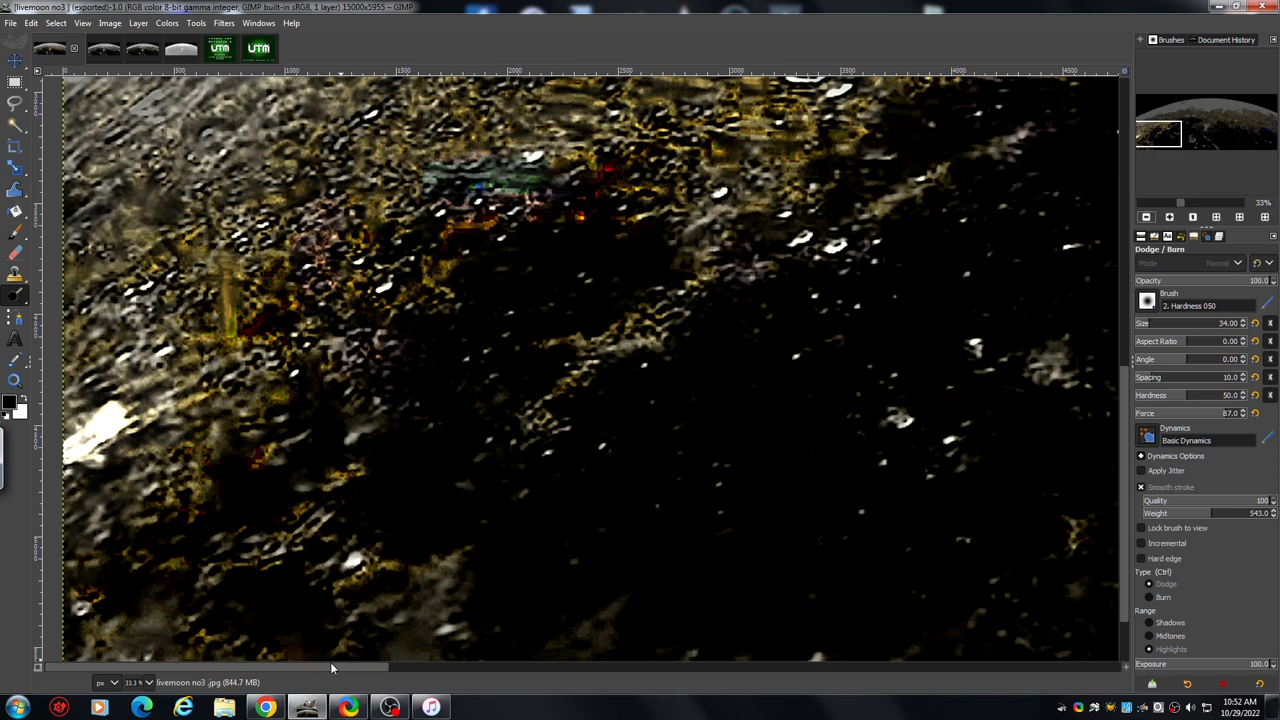 [livemoon no3 ] (exported)-1.0 (RGB color 8-bit gamma integer, GIMP built-in sRGB, 1 layer) 15000x5955 – GIMP
File Edit Select View Image Layer Colors Tools Filters Windows Help
UTM UTM
Brushes Document History
0 500 1000 1500 2000 2500 3000 3500 4000 4500
33%
Dodge / Burn
Mode Normal
Opacity 100.0
Brush
2. Hardness 050
Size 34.00
Aspect Ratio 0.00
Angle 0.00
Spacing 10.0
Hardness 50.0
Force 87.0
Dynamics
Basic Dynamics
Dynamics Options
Apply Jitter
Smooth stroke
Quality 100
Weight 543.0
Lock brush to view
Incremental
Hard edge
Type (Ctrl)
Dodge
Burn
Range
Shadows
Midtones
Highlights
Exposure 100.0
px 33.3 % livemoon no3 .jpg (844.7 MB)
10:52 AM
10/29/2022